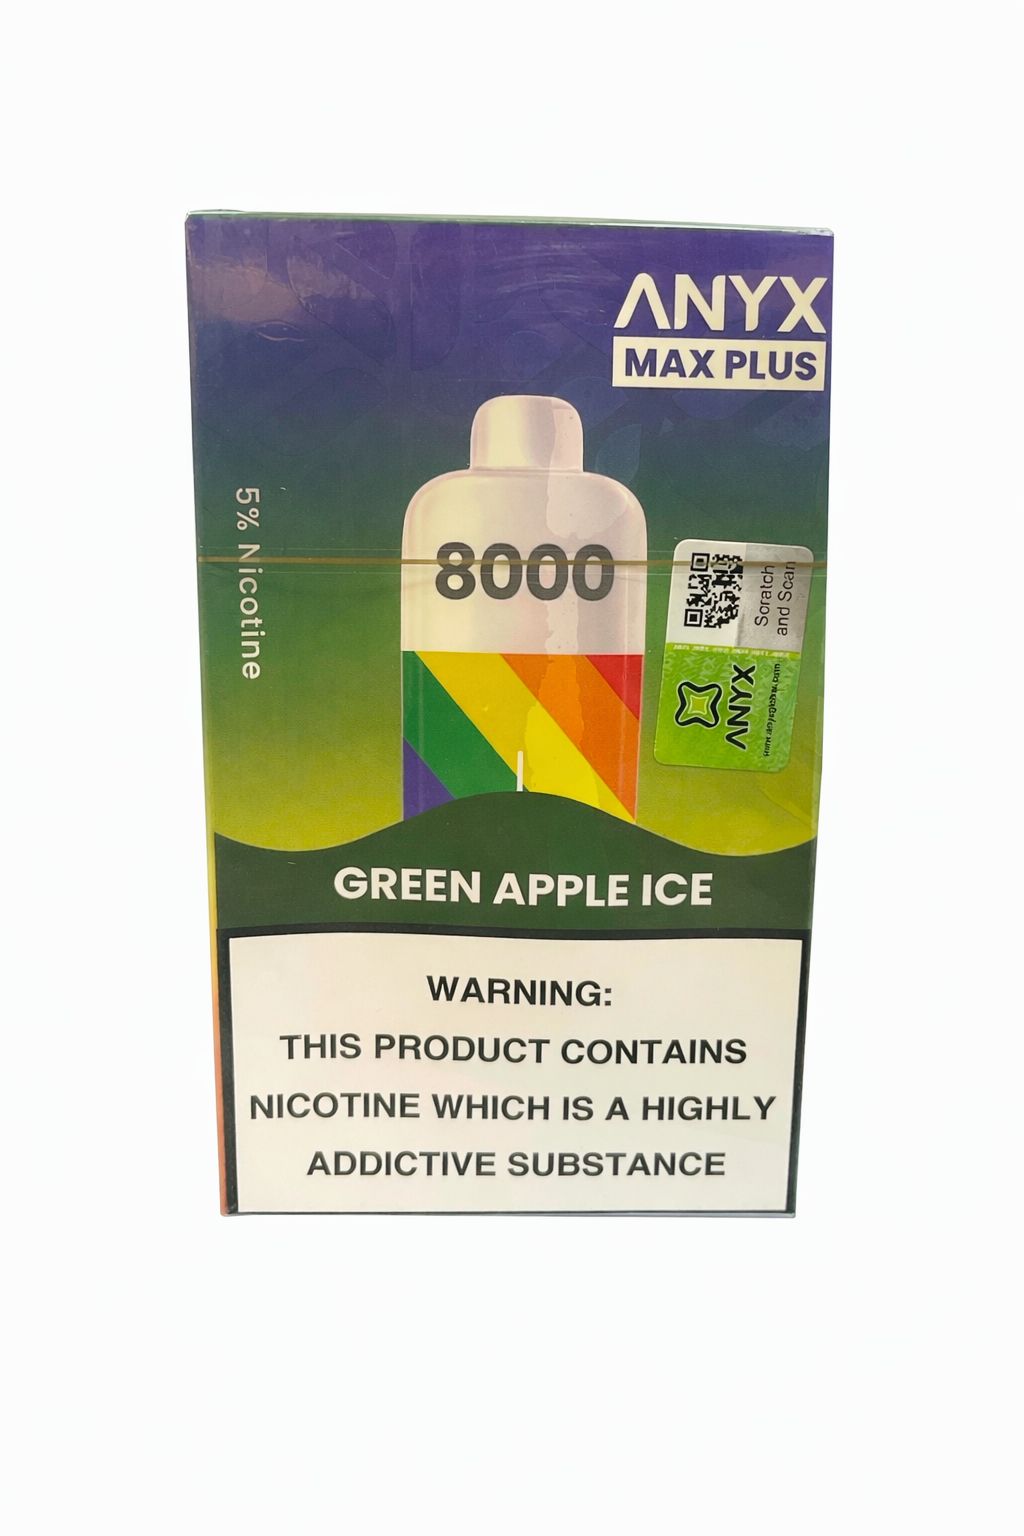 ANYX
MAX PLUS
5% Nicotine
8000
Scratch
and Scan
ANYX
GREEN APPLE ICE
WARNING:
THIS PRODUCT CONTAINS
NICOTINE WHICH IS A HIGHLY
ADDICTIVE SUBSTANCE